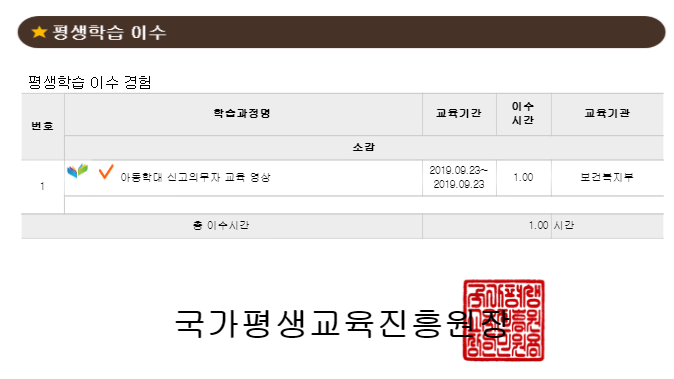 평생학습 이수
평생학습 이수 경험
번호 학습과정명 교육기간 이수 시간 교육기관
소감
1 아동학대 신고의무자 교육 영상 2019.09.23~ 2019.09.23 1.00 보건복지부
총 이수시간 1.00 시간
국가평생교육진흥원장